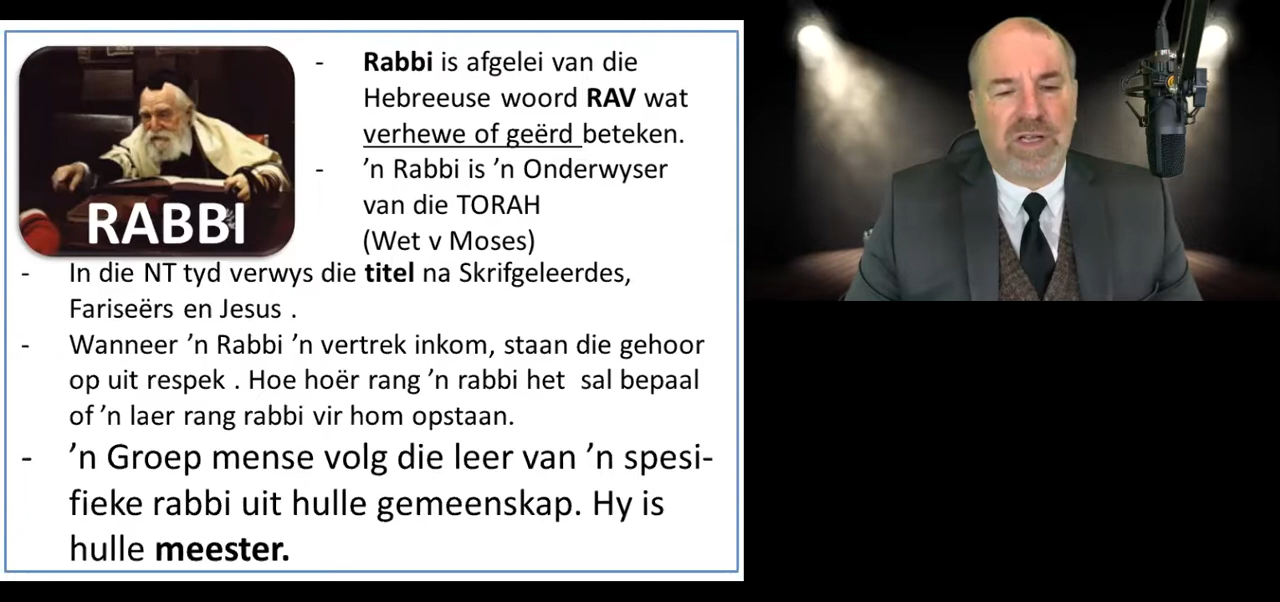 RABBI
- Rabbi is afgelei van die
Hebreeuse woord RAV wat
verhewe of geërd beteken.
- ’n Rabbi is ’n Onderwyser
van die TORAH
(Wet v Moses)
- In die NT tyd verwys die titel na Skrifgeleerdes,
Fariseërs en Jesus .
- Wanneer ’n Rabbi ’n vertrek inkom, staan die gehoor
op uit respek . Hoe hoër rang ’n rabbi het sal bepaal
of ’n laer rang rabbi vir hom opstaan.
- ’n Groep mense volg die leer van ’n spesi-
fieke rabbi uit hulle gemeenskap. Hy is
hulle meester.